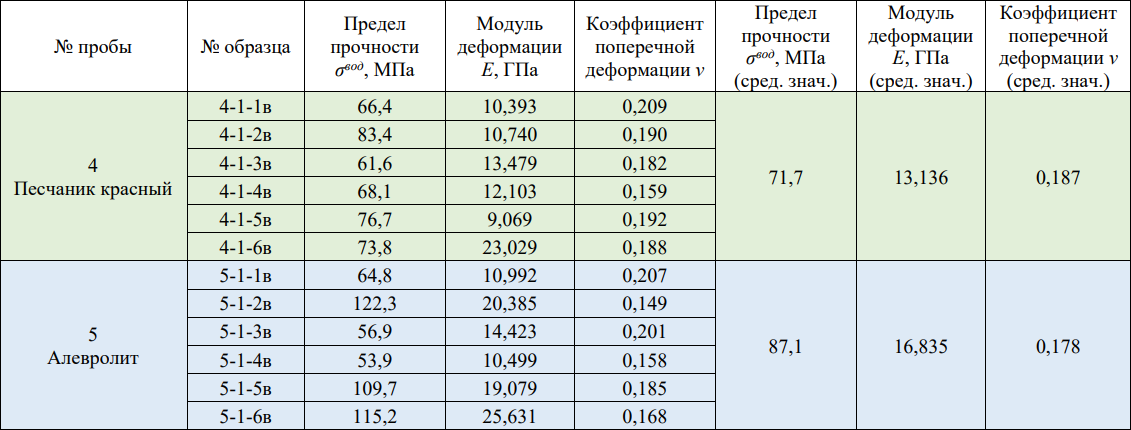 № пробы
№ образца
Предел
прочности
σвод, МПа
Модуль
деформации
E, ГПа
Коэффициент
поперечной
деформации ν
Предел
прочности
σвод, МПа
(сред. знач.)
Модуль
деформации
E, ГПа
(сред. знач.)
Коэффициент
поперечной
деформации ν
(сред. знач.)
4
Песчаник красный
4-1-1в 66,4 10,393 0,209
4-1-2в 83,4 10,740 0,190
4-1-3в 61,6 13,479 0,182
4-1-4в 68,1 12,103 0,159
4-1-5в 76,7 9,069 0,192
4-1-6в 73,8 23,029 0,188
71,7 13,136 0,187
5
Алевролит
5-1-1в 64,8 10,992 0,207
5-1-2в 122,3 20,385 0,149
5-1-3в 56,9 14,423 0,201
5-1-4в 53,9 10,499 0,158
5-1-5в 109,7 19,079 0,185
5-1-6в 115,2 25,631 0,168
87,1 16,835 0,178